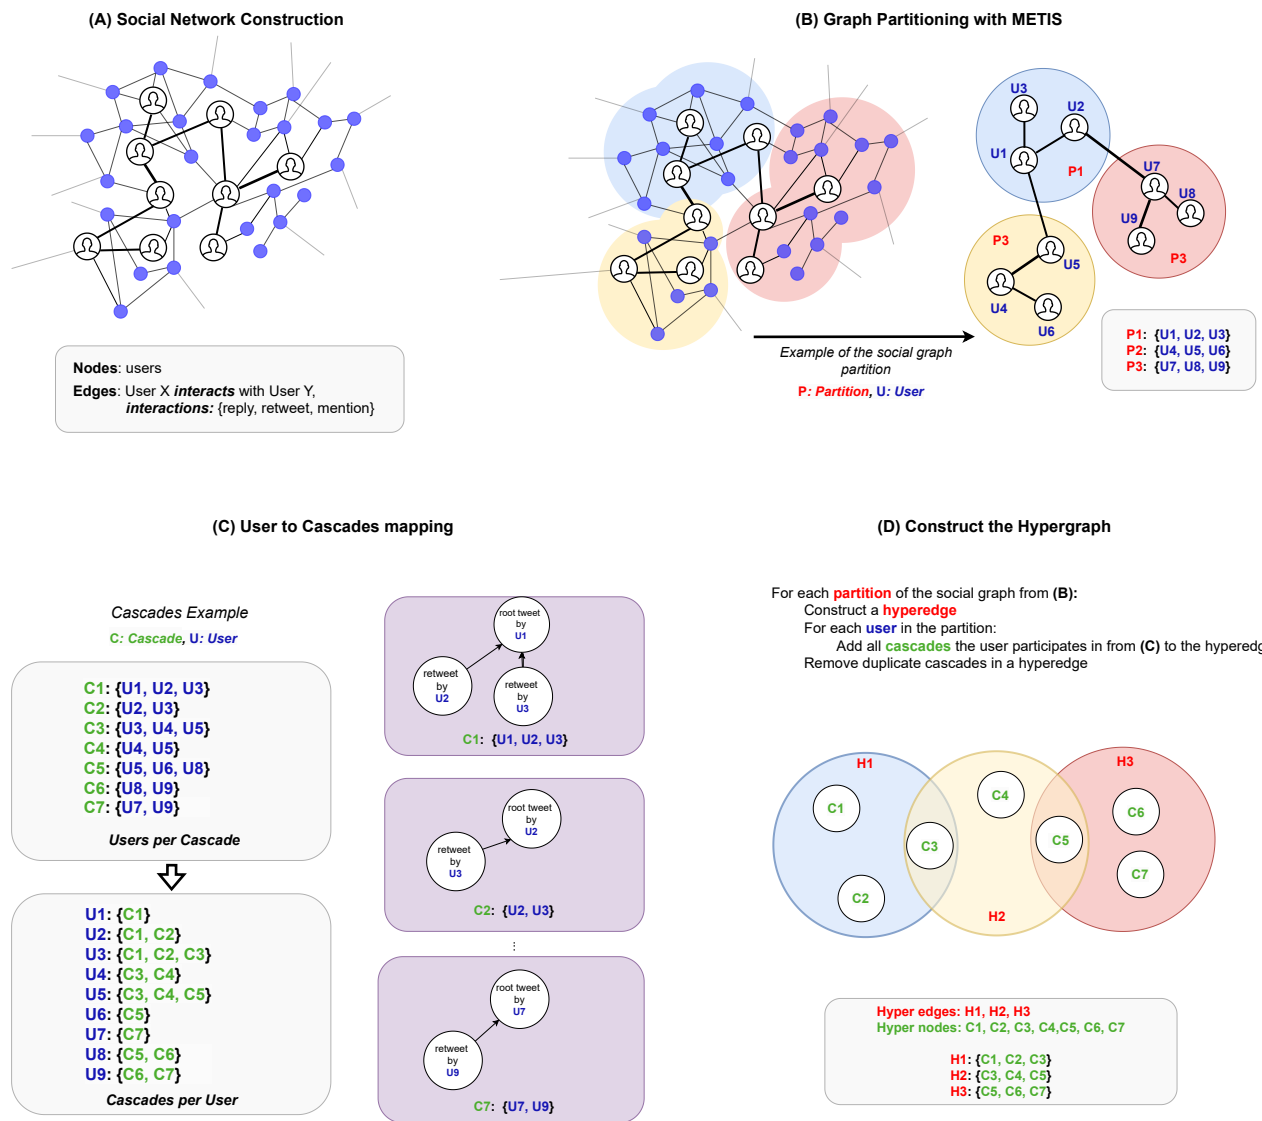 (A) Social Network Construction
Nodes: users
Edges: User X interacts with User Y,
interactions: {reply, retweet, mention}
(B) Graph Partitioning with METIS
Example of the social graph
partition
P: Partition, U: User
U3
U2
U1
P1
U7
U8
U9
P3
P3
U5
U4
U6
P1: {U1, U2, U3}
P2: {U4, U5, U6}
P3: {U7, U8, U9}
(C) User to Cascades mapping
Cascades Example
C: Cascade, U: User
C1: {U1, U2, U3}
C2: {U2, U3}
C3: {U3, U4, U5}
C4: {U4, U5}
C5: {U5, U6, U8}
C6: {U8, U9}
C7: {U7, U9}
Users per Cascade
U1: {C1}
U2: {C1, C2}
U3: {C1, C2, C3}
U4: {C3, C4}
U5: {C3, C4, C5}
U6: {C5}
U7: {C7}
U8: {C5, C6}
U9: {C6, C7}
Cascades per User
root tweet
by
U1
retweet
by
U2
retweet
by
U3
C1: {U1, U2, U3}
root tweet
by
U2
retweet
by
U3
C2: {U2, U3}
⋮
root tweet
by
U7
retweet
by
U9
C7: {U7, U9}
(D) Construct the Hypergraph
For each partition of the social graph from (B):
Construct a hyperedge
For each user in the partition:
Add all cascades the user participates in from (C) to the hyperedg
Remove duplicate cascades in a hyperedge
H1
H3
C1
C4
C6
C3
C5
C7
C2
H2
Hyper edges: H1, H2, H3
Hyper nodes: C1, C2, C3, C4,C5, C6, C7
H1: {C1, C2, C3}
H2: {C3, C4, C5}
H3: {C5, C6, C7}